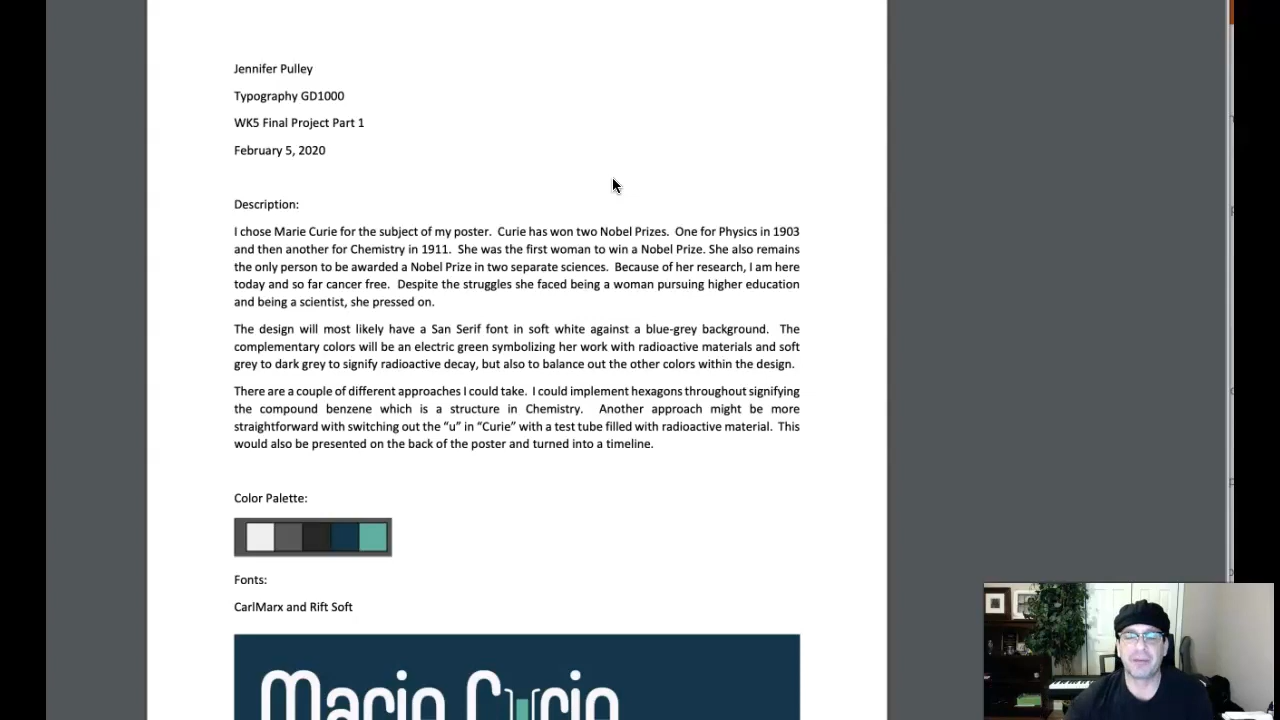 Jennifer Pulley
Typography GD1000
WK5 Final Project Part 1
February 5, 2020
Description:
I chose Marie Curie for the subject of my poster. Curie has won two Nobel Prizes. One for Physics in 1903
and then another for Chemistry in 1911. She was the first woman to win a Nobel Prize. She also remains
the only person to be awarded a Nobel Prize in two separate sciences. Because of her research, I am here
today and so far cancer free. Despite the struggles she faced being a woman pursuing higher education
and being a scientist, she pressed on.
The design will most likely have a San Serif font in soft white against a blue-grey background. The
complementary colors will be an electric green symbolizing her work with radioactive materials and soft
grey to dark grey to signify radioactive decay, but also to balance out the other colors within the design.
There are a couple of different approaches I could take. I could implement hexagons throughout signifying
the compound benzene which is a structure in Chemistry. Another approach might be more
straightforward with switching out the “u” in “Curie” with a test tube filled with radioactive material. This
would also be presented on the back of the poster and turned into a timeline.
Color Palette:
Fonts:
CarlMarx and Rift Soft
Marie Curie